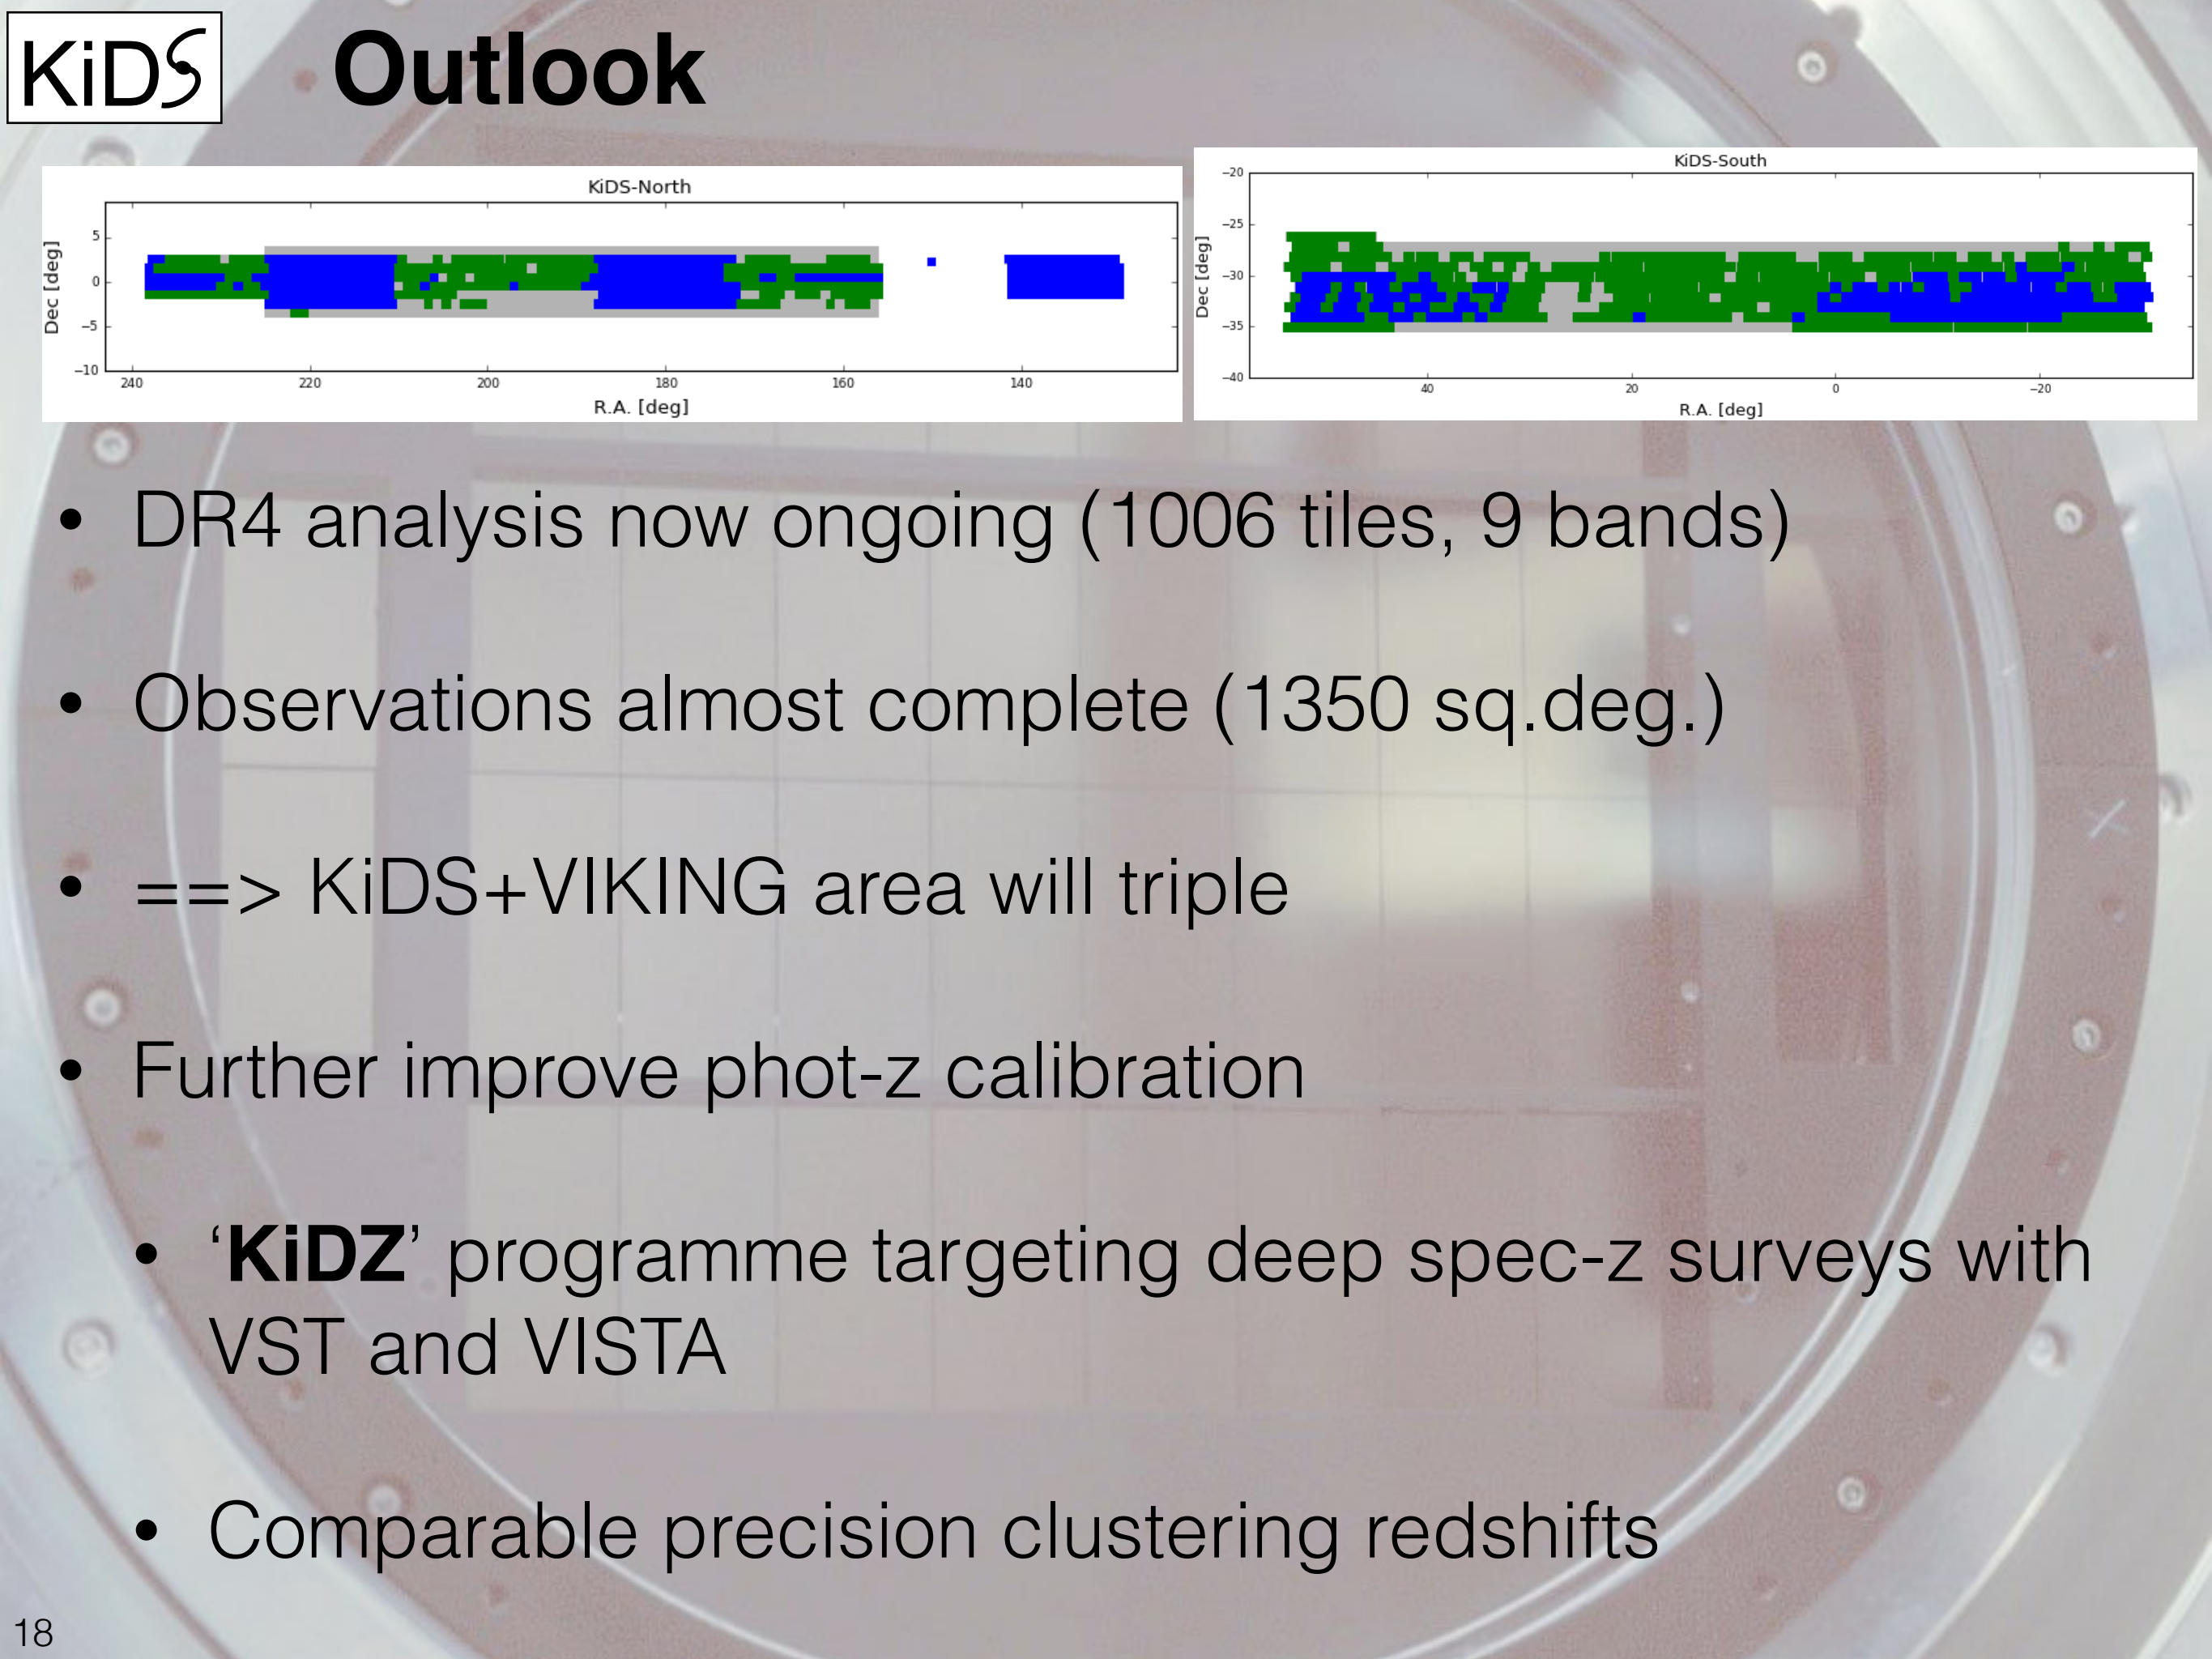 KiDS
Outlook
KiDS-North
5
0
−5
−10
Dec [deg]
240 220 200 180 160 140
R.A. [deg]
KiDS-South
−20
−25
−30
−35
−40
Dec [deg]
40 20 0 −20
R.A. [deg]
• DR4 analysis now ongoing (1006 tiles, 9 bands)
• Observations almost complete (1350 sq.deg.)
• ==> KiDS+VIKING area will triple
• Further improve phot-z calibration
• ‘KiDZ’ programme targeting deep spec-z surveys with
VST and VISTA
• Comparable precision clustering redshifts
18